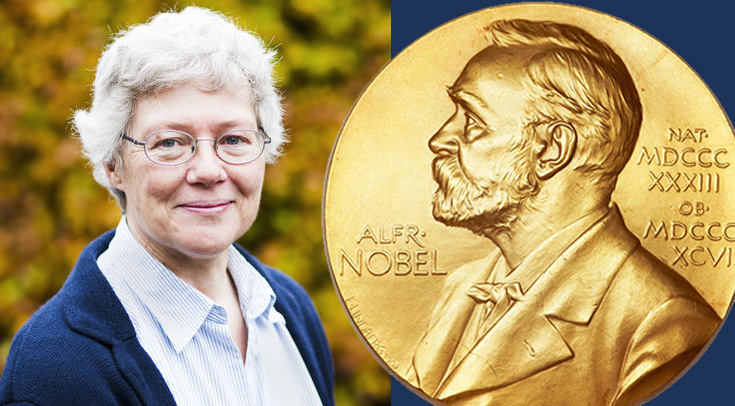 ALFR·
NOBEL
NAT·
MDCCC
XXXIII
·OB·
MDCCC
XCVI